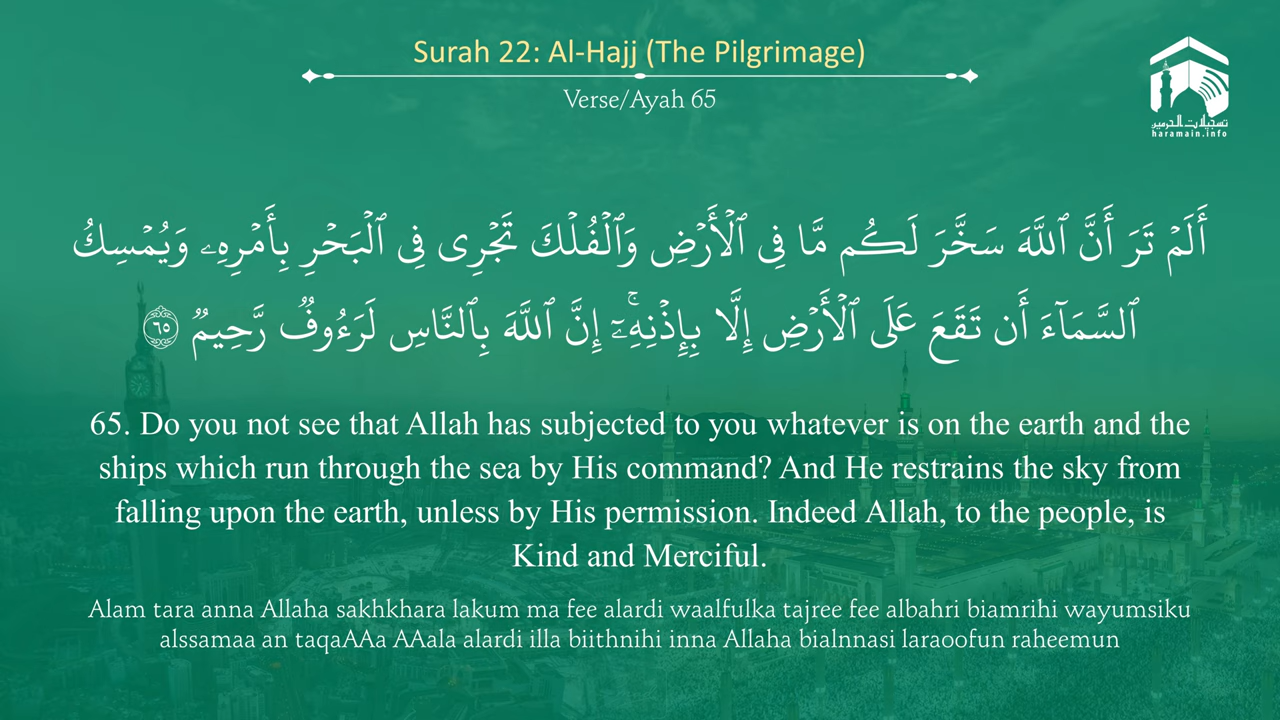 Surah 22: Al-Hajj (The Pilgrimage)
Verse/Ayah 65
تسجيلات الحرمين
haramain.info
أَلَمْ تَرَ أَنَّ ٱللَّهَ سَخَّرَ لَكُم مَّا فِى ٱلْأَرْضِ وَٱلْفُلْكَ تَجْرِى فِى ٱلْبَحْرِ بِأَمْرِهِۦ وَيُمْسِكُ
ٱلسَّمَآءَ أَن تَقَعَ عَلَى ٱلْأَرْضِ إِلَّا بِإِذْنِهِۦٓ ۗ إِنَّ ٱللَّهَ بِٱلنَّاسِ لَرَءُوفٌ رَّحِيمٌ ٦٥
65. Do you not see that Allah has subjected to you whatever is on the earth and the
ships which run through the sea by His command? And He restrains the sky from
falling upon the earth, unless by His permission. Indeed Allah, to the people, is
Kind and Merciful.
Alam tara anna Allaha sakhkhara lakum ma fee alardi waalfulka tajree fee albahri biamrihi wayumsiku
alssamaa an taqaAAa AAala alardi illa biithnihi inna Allaha bialnnasi laraoofun raheemun